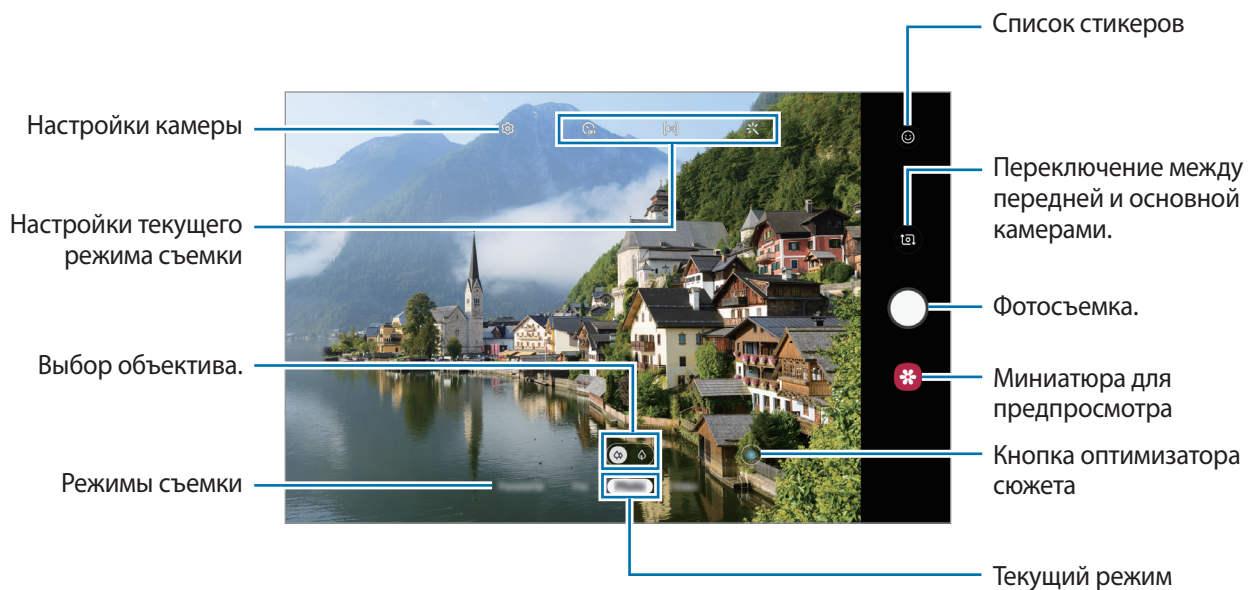 Список стикеров
Настройки камеры
Переключение между
передней и основной
камерами.
Настройки текущего
режима съемки
Фотосъемка.
Выбор объектива.
Миниатюра для
предпросмотра
Кнопка оптимизатора
сюжета
Режимы съемки
Текущий режим